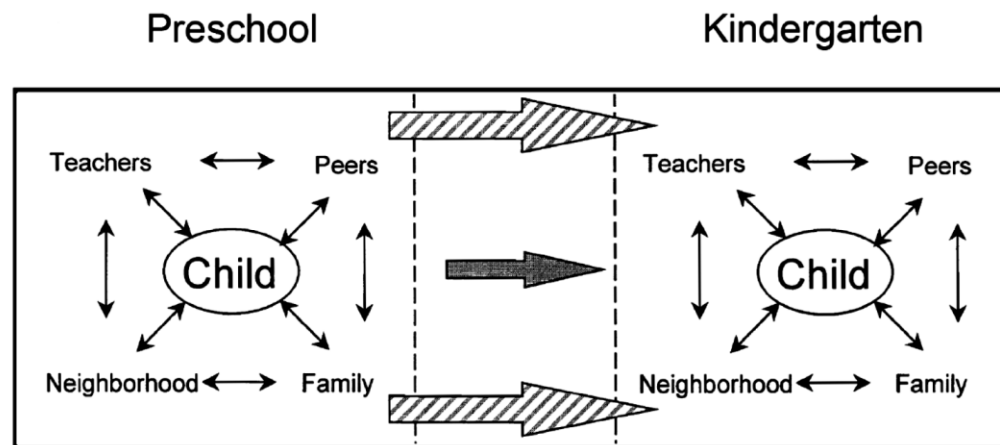 Preschool Kindergarten
Teachers Peers Teachers Peers
Child Child
Neighborhood Family Neighborhood Family